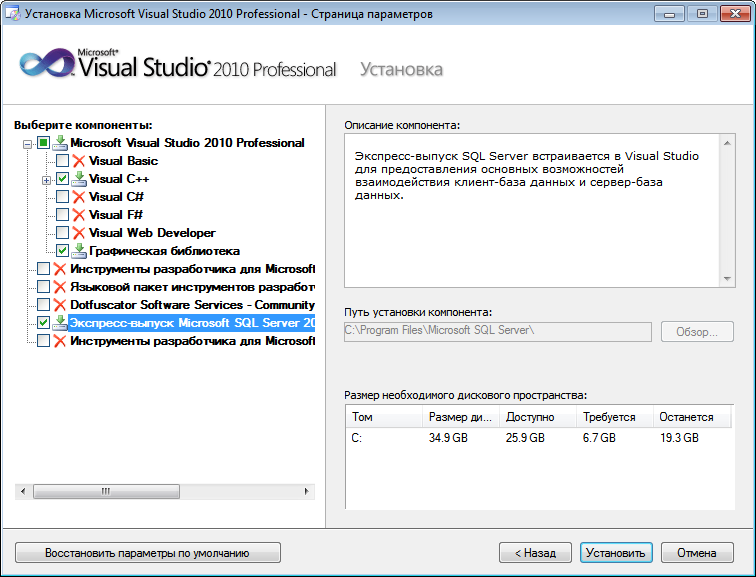 Установка Microsoft Visual Studio 2010 Professional - Страница параметров
Microsoft®
Visual Studio® 2010 Professional Установка
Выберите компоненты:
Microsoft Visual Studio 2010 Professional
Visual Basic
Visual C++
Visual C#
Visual F#
Visual Web Developer
Графическая библиотека
Инструменты разработчика для Microsoft
Языковой пакет инструментов разработ
Dotfuscator Software Services - Community
Экспресс-выпуск Microsoft SQL Server 20
Инструменты разработчика для Microsoft
Описание компонента:
Экспресс-выпуск SQL Server встраивается в Visual Studio
для предоставления основных возможностей
взаимодействия клиент-база данных и сервер-база
данных.
Путь установки компонента:
C:\Program Files\Microsoft SQL Server\
Обзор...
Размер необходимого дискового пространства:
Том Размер ди... Доступно Требуется Останется
C: 34.9 GB 25.9 GB 6.7 GB 19.3 GB
Восстановить параметры по умолчанию
< Назад
Установить
Отмена